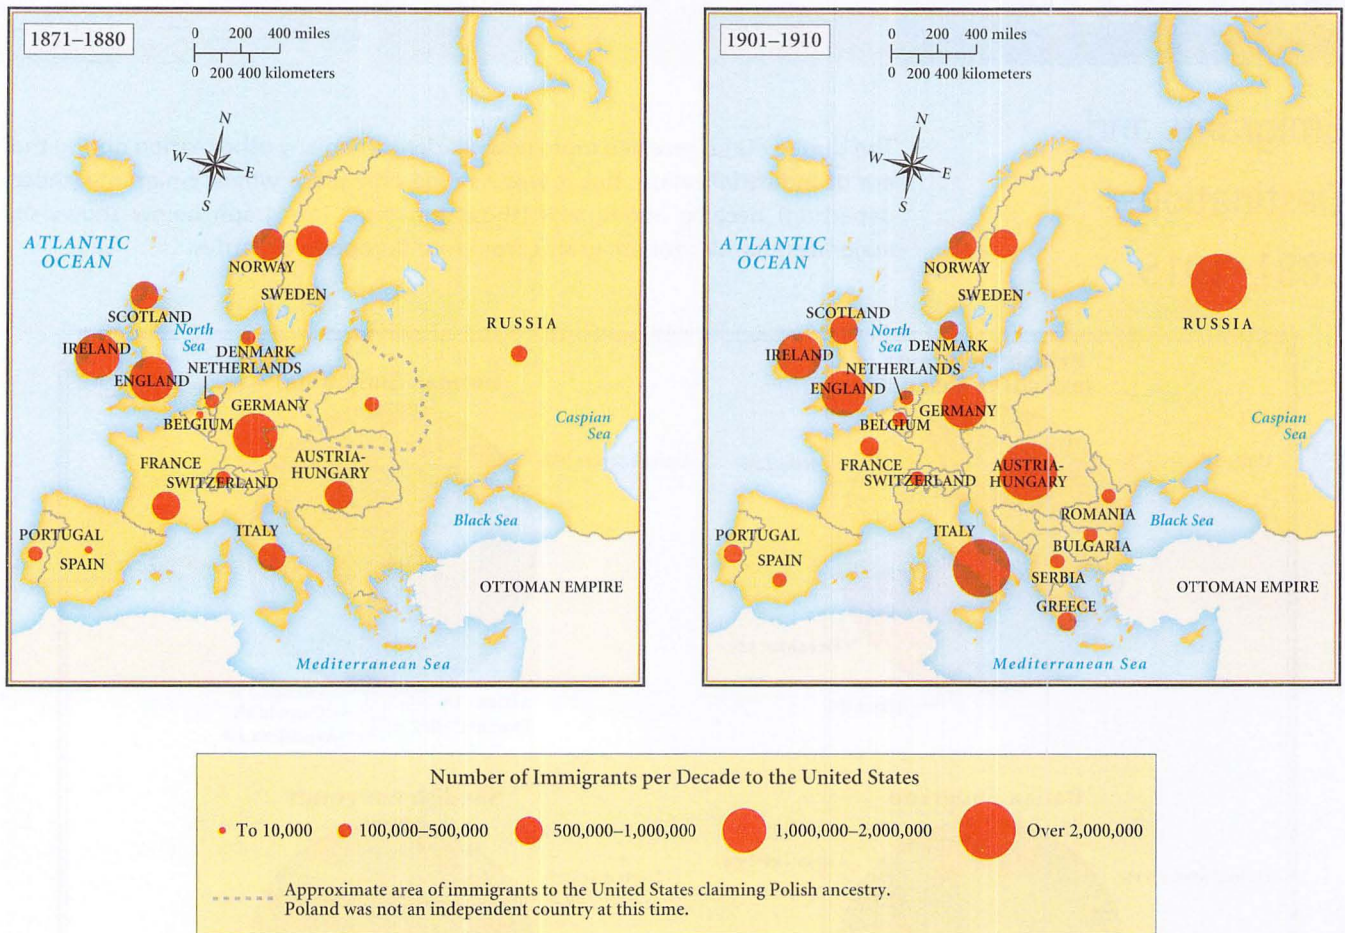 1871–1880
0 200 400 miles
0 200 400 kilometers
N
W
E
S
ATLANTIC
OCEAN
NORWAY
SWEDEN
SCOTLAND
North
Sea
RUSSIA
IRELAND
DENMARK
NETHERLANDS
ENGLAND
GERMANY
BELGIUM
Caspian
Sea
FRANCE
AUSTRIA-
HUNGARY
SWITZERLAND
Black Sea
PORTUGAL
ITALY
SPAIN
OTTOMAN EMPIRE
Mediterranean Sea
1901–1910
0 200 400 miles
0 200 400 kilometers
N
W
E
S
ATLANTIC
OCEAN
NORWAY
SWEDEN
SCOTLAND
RUSSIA
North
Sea
DENMARK
IRELAND
NETHERLANDS
ENGLAND
GERMANY
BELGIUM
Caspian
Sea
FRANCE
AUSTRIA-
HUNGARY
SWITZERLAND
ROMANIA
Black Sea
PORTUGAL
ITALY
BULGARIA
SPAIN
SERBIA
OTTOMAN EMPIRE
GREECE
Mediterranean Sea
Number of Immigrants per Decade to the United States
To 10,000
100,000–500,000
500,000–1,000,000
1,000,000–2,000,000
Over 2,000,000
Approximate area of immigrants to the United States claiming Polish ancestry.
Poland was not an independent country at this time.